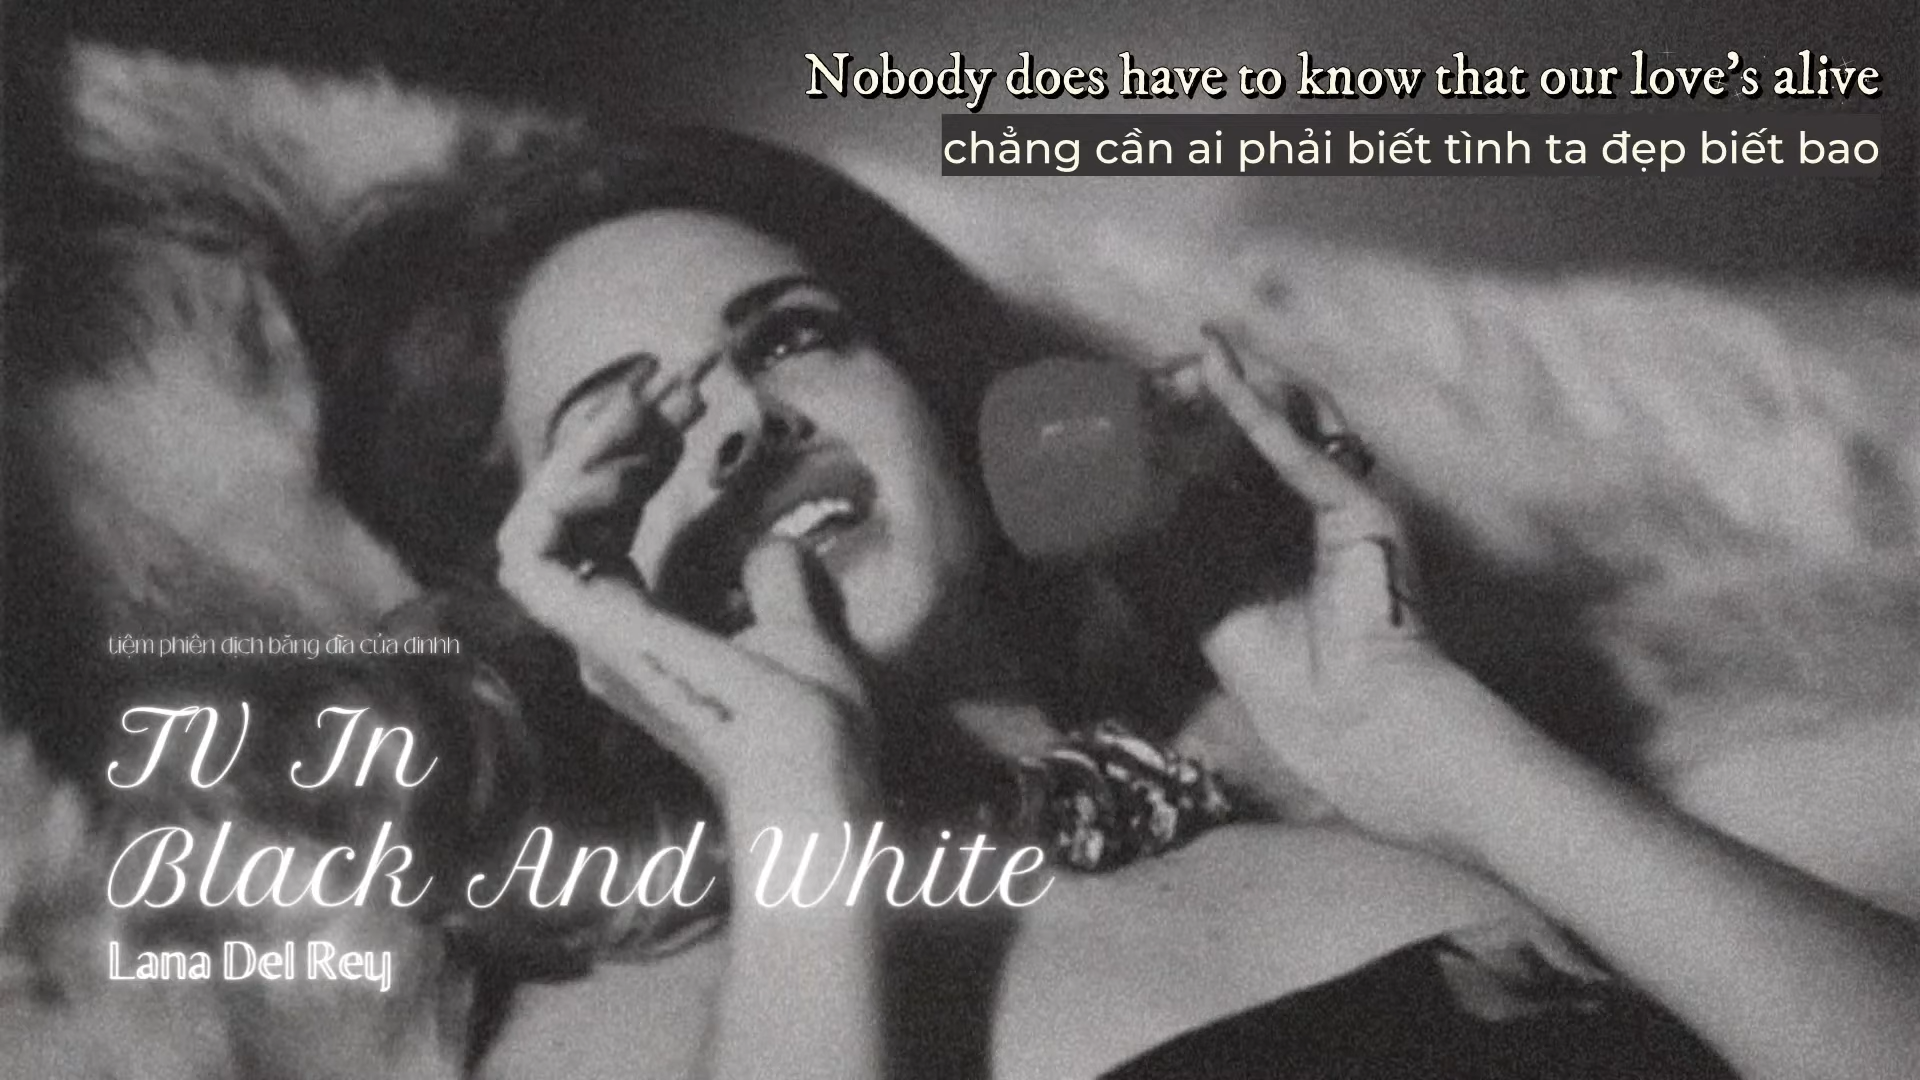 Nobody does have to know that our love's alive
chẳng cần ai phải biết tình ta đẹp biết bao
tiệm phiên dịch băng đĩa của đinhh
TV In
Black And White
Lana Del Rey